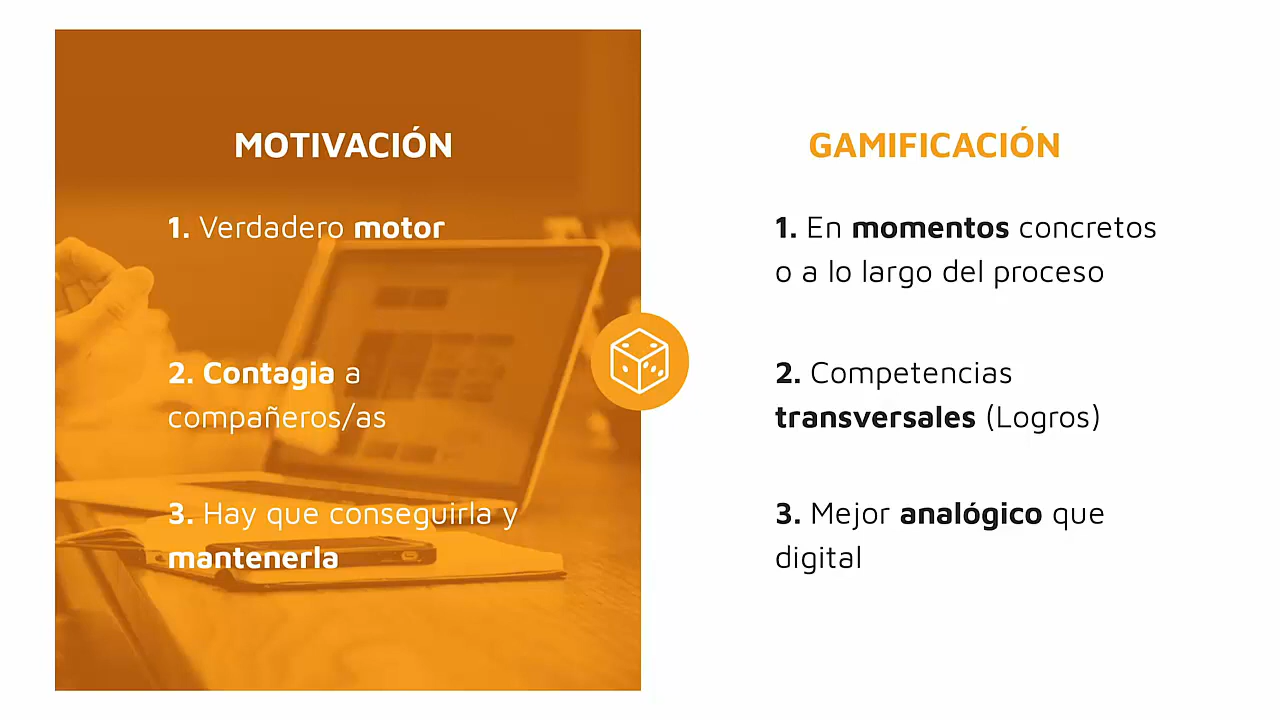 MOTIVACIÓN
1. Verdadero motor
2. Contagia a
compañeros/as
3. Hay que conseguirla y
mantenerla
GAMIFICACIÓN
1. En momentos concretos
o a lo largo del proceso
2. Competencias
transversales (Logros)
3. Mejor analógico que
digital